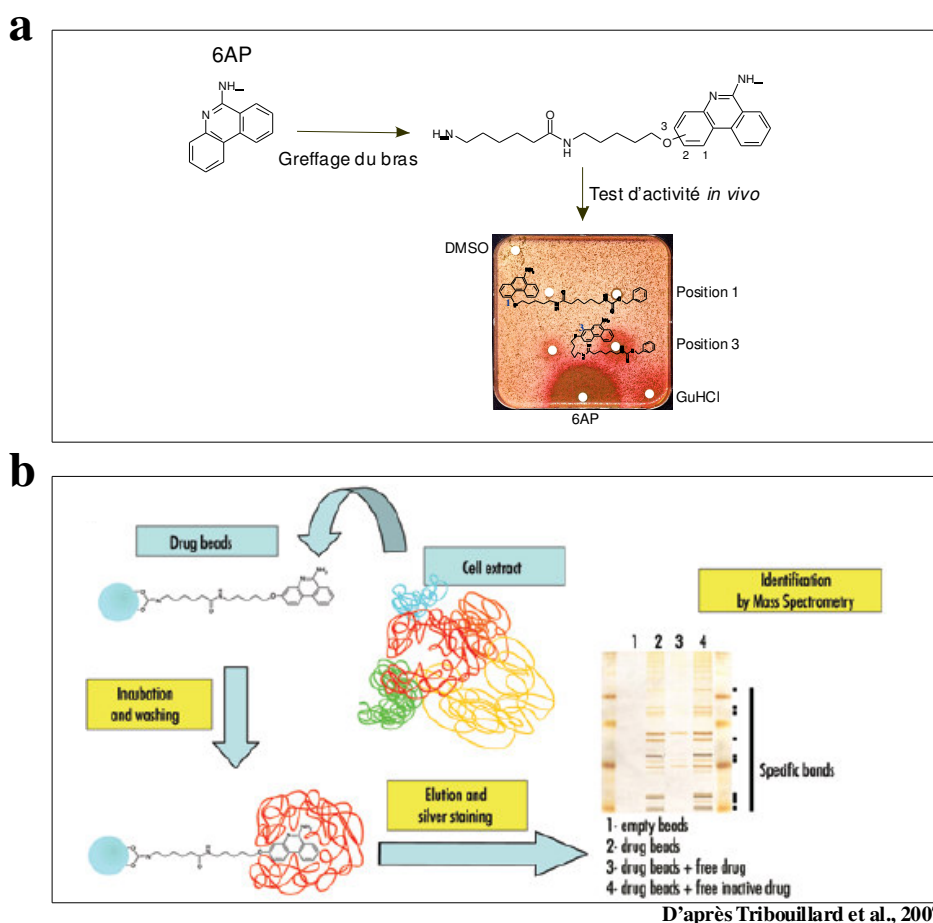 a
6AP
NH
N
Greffage du bras
H N
O
N
H
3
O
2
1
N
NH
Test d'activité in vivo
DMSO
Position 1
1
3
Position 3
GuHCl
6AP
b
Drug beads
Cell extract
Identification
by Mass Spectrometry
1 2 3 4
Incubation
and washing
Specific bands
Elution and
silver staining
1- empty beads
2- drug beads
3- drug beads + free drug
4- drug beads + free inactive drug
D'après Tribouillard et al., 200